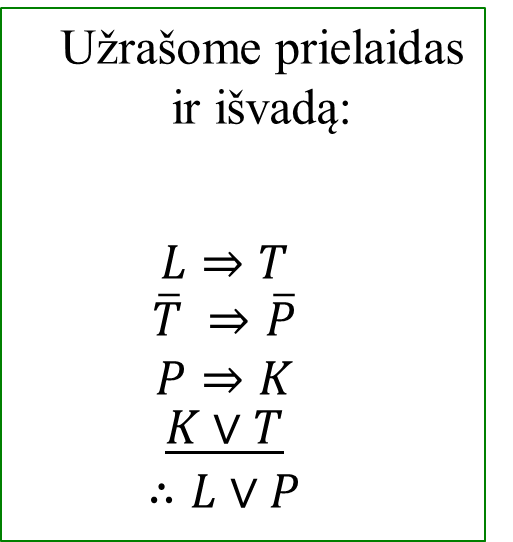 Užrašome prielaidas
ir išvadą:
L ⇒ T
T̅ ⇒ P̅
P ⇒ K
K ∨ T
∴ L ∨ P